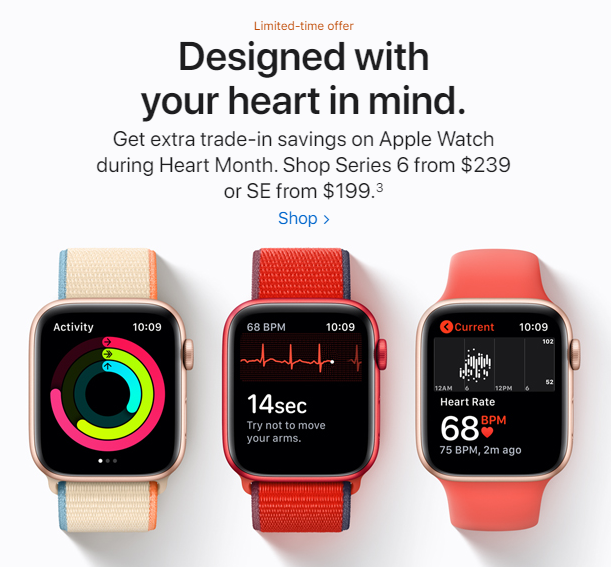 Limited-time offer
Designed with
your heart in mind.
Get extra trade-in savings on Apple Watch
during Heart Month. Shop Series 6 from $239
or SE from $199.³
Shop >
Activity 10:09
68 BPM 10:09
14sec
Try not to move
your arms.
Current 10:09
102
52
12AM 6 12PM 6
Heart Rate
68 BPM
75 BPM, 2m ago